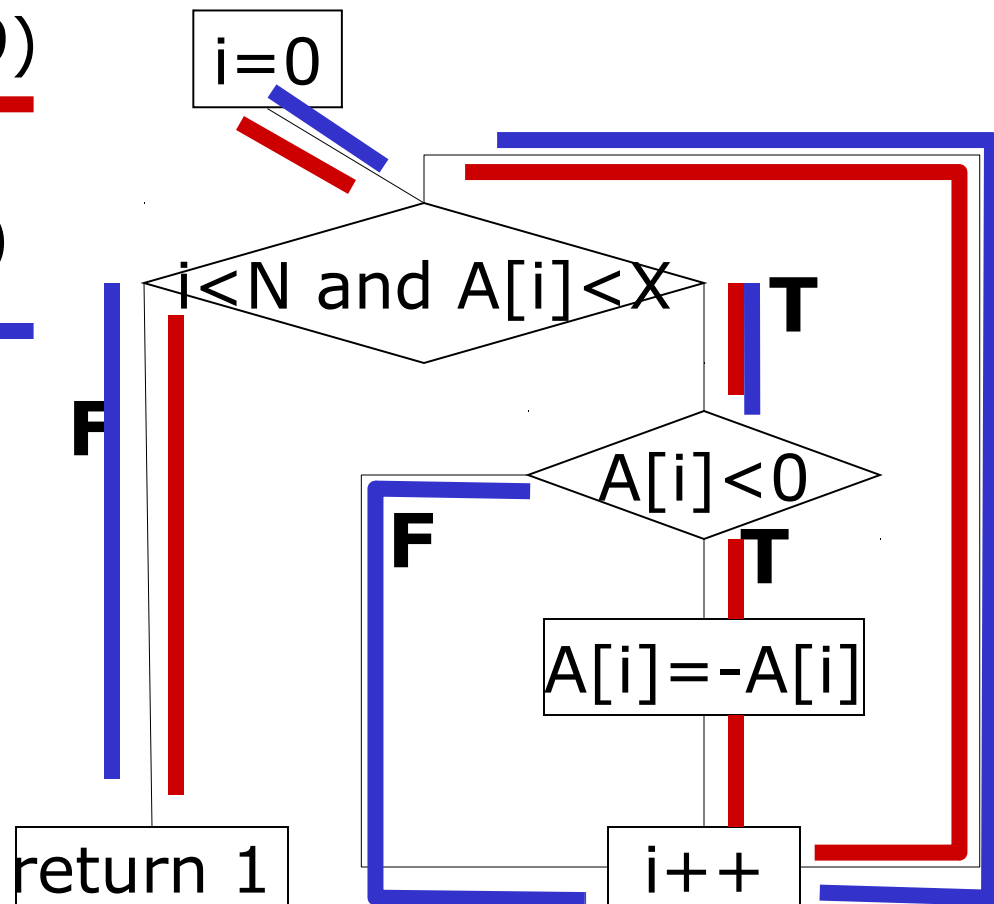 i=0
)
)
i<N and A[i]<X
T
F
A[i]<0
F
T
A[i]=-A[i]
return 1
i++